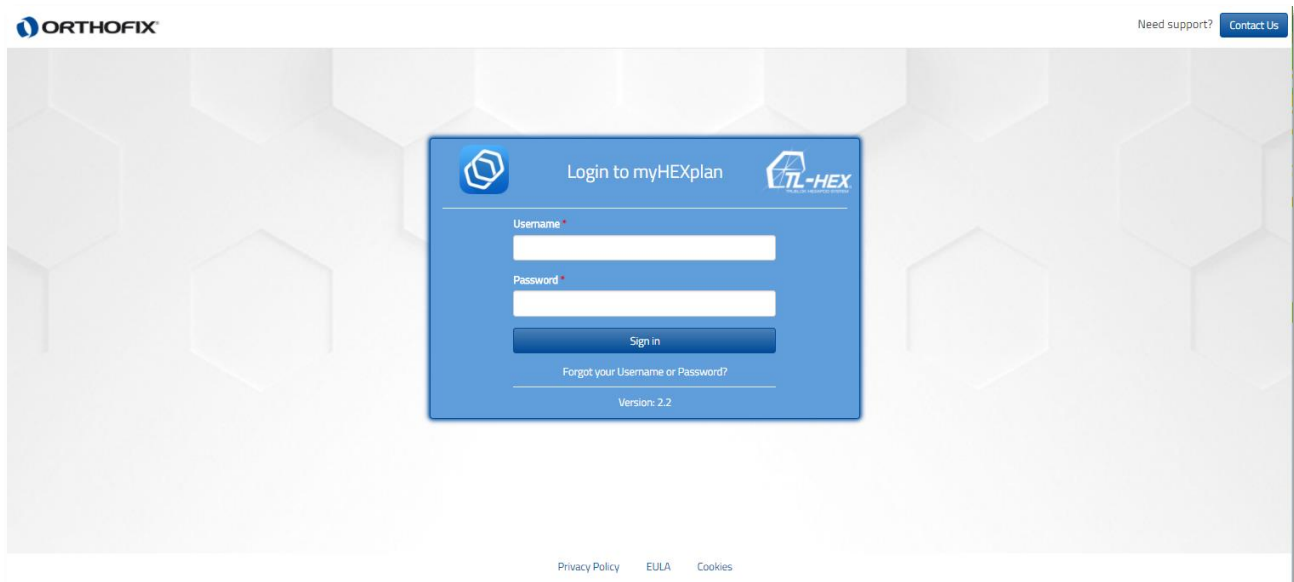 ORTHOFIX
Need support? Contact Us
Login to myHEXplan
TL-HEX
Username *
Password *
Sign in
Forgot your Username or Password?
Version: 2.2
Privacy Policy EULA Cookies